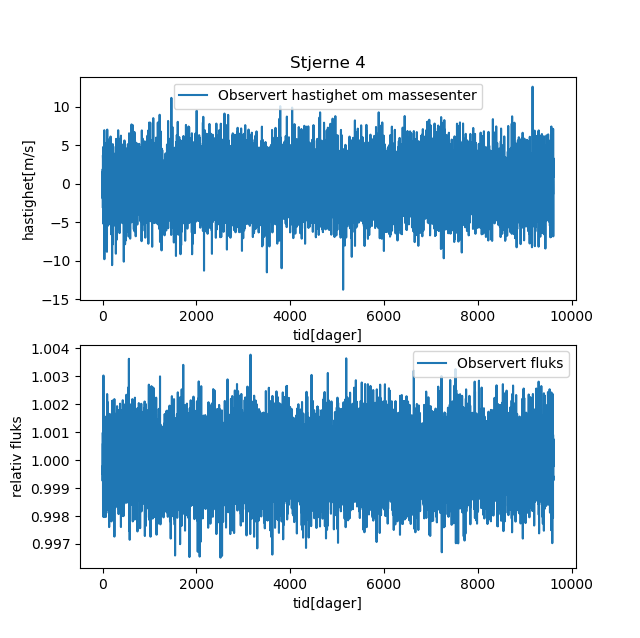 Stjerne 4
Observert hastighet om massesenter
hastighet[m/s]
10
5
0
−5
−10
−15
0 2000 4000 6000 8000 10000
tid[dager]
Observert fluks
relativ fluks
1.004
1.003
1.002
1.001
1.000
0.999
0.998
0.997
0 2000 4000 6000 8000 10000
tid[dager]